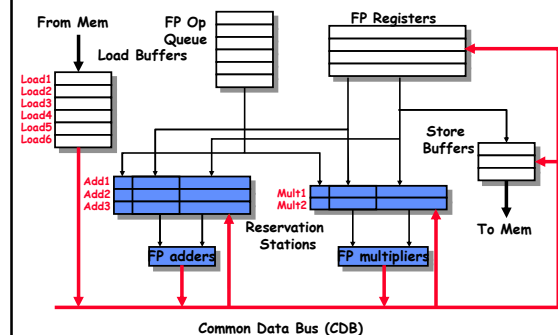 From Mem
FP Op
Queue
FP Registers
Load Buffers
Load1
Load2
Load3
Load4
Load5
Load6
Store
Buffers
Add1
Add2
Add3
Mult1
Mult2
Reservation
Stations
To Mem
FP adders
FP multipliers
Common Data Bus (CDB)